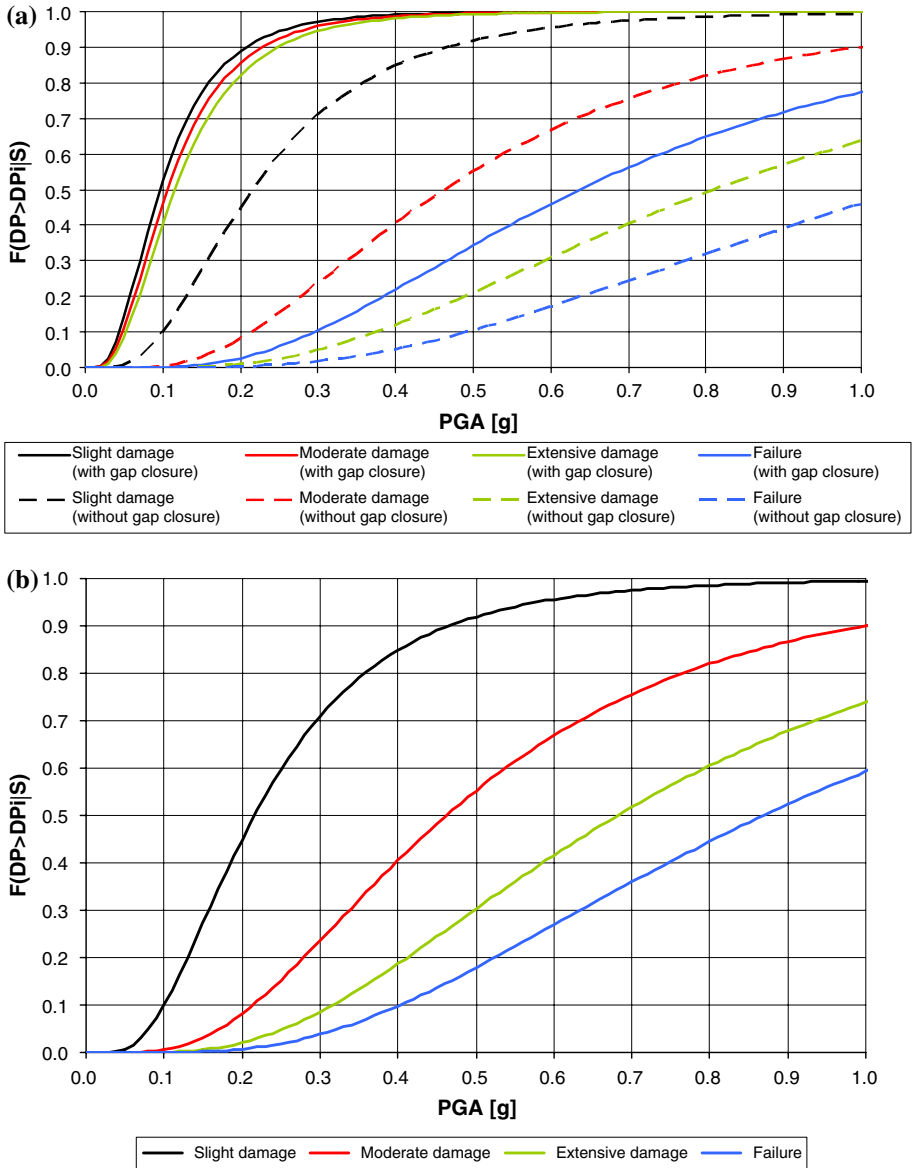 (a)
F(DP>DPi|S)
1.0
0.9
0.8
0.7
0.6
0.5
0.4
0.3
0.2
0.1
0.0
0.0 0.1 0.2 0.3 0.4 0.5 0.6 0.7 0.8 0.9 1.0
PGA [g]
Slight damage
(with gap closure)
Moderate damage
(with gap closure)
Extensive damage
(with gap closure)
Failure
(with gap closure)
Slight damage
(without gap closure)
Moderate damage
(without gap closure)
Extensive damage
(without gap closure)
Failure
(without gap closure)
(b)
F(DP>DPi|S)
1.0
0.9
0.8
0.7
0.6
0.5
0.4
0.3
0.2
0.1
0.0
0.0 0.1 0.2 0.3 0.4 0.5 0.6 0.7 0.8 0.9 1.0
PGA [g]
Slight damage Moderate damage Extensive damage Failure